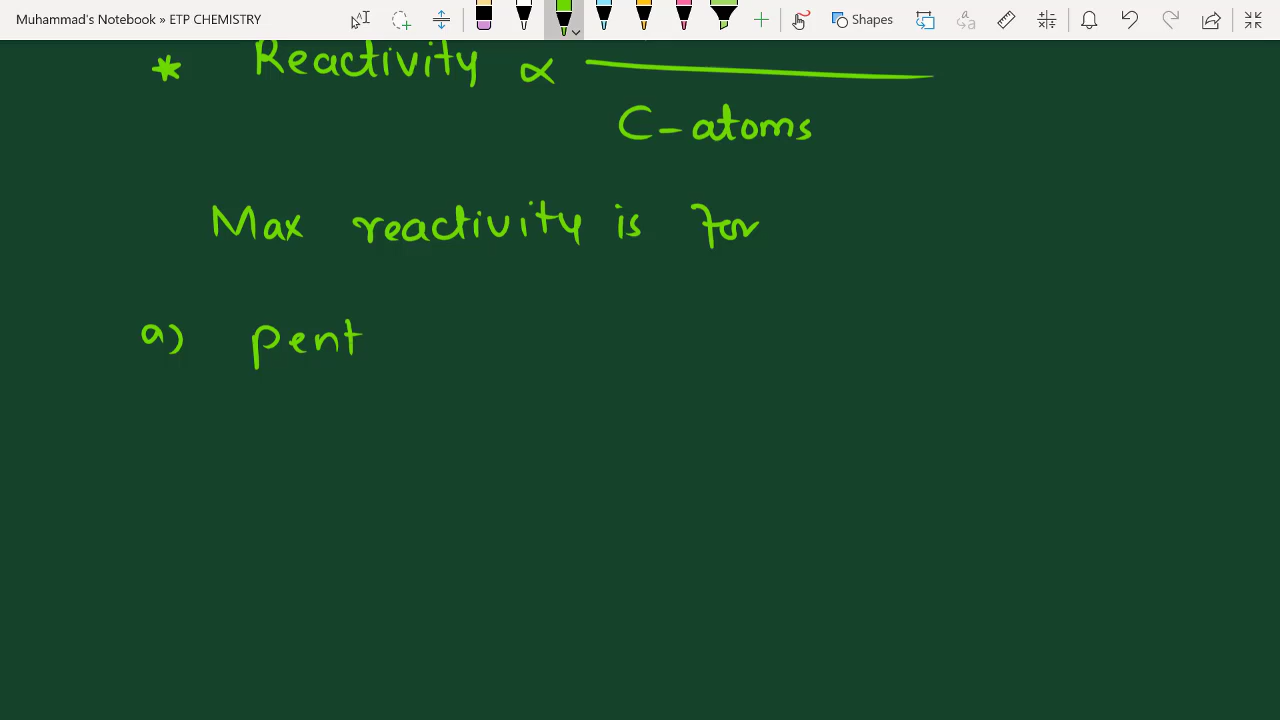 Muhammad's Notebook » ETP CHEMISTRY
Shapes
* Reactivity ∝
C-atoms
Max reactivity is for
a) pent